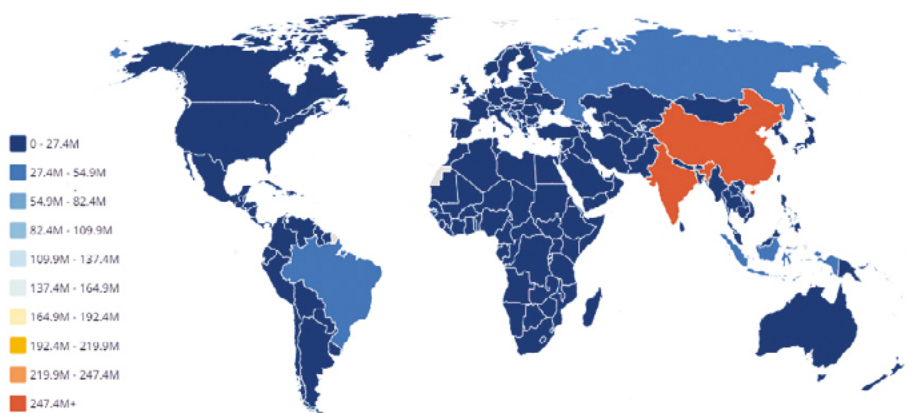 0 - 27.4M
27.4M - 54.9M
54.9M - 82.4M
82.4M - 109.9M
109.9M - 137.4M
137.4M - 164.9M
164.9M - 192.4M
192.4M - 219.9M
219.9M - 247.4M
247.4M+